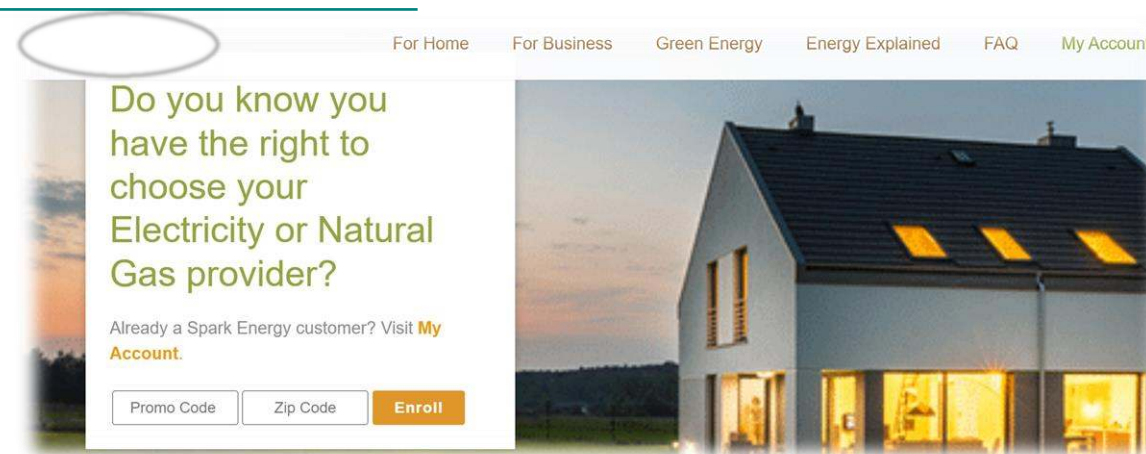 For Home For Business Green Energy Energy Explained FAQ My Accoun
Do you know you
have the right to
choose your
Electricity or Natural
Gas provider?
Already a Spark Energy customer? Visit My
Account.
Promo Code Zip Code Enroll